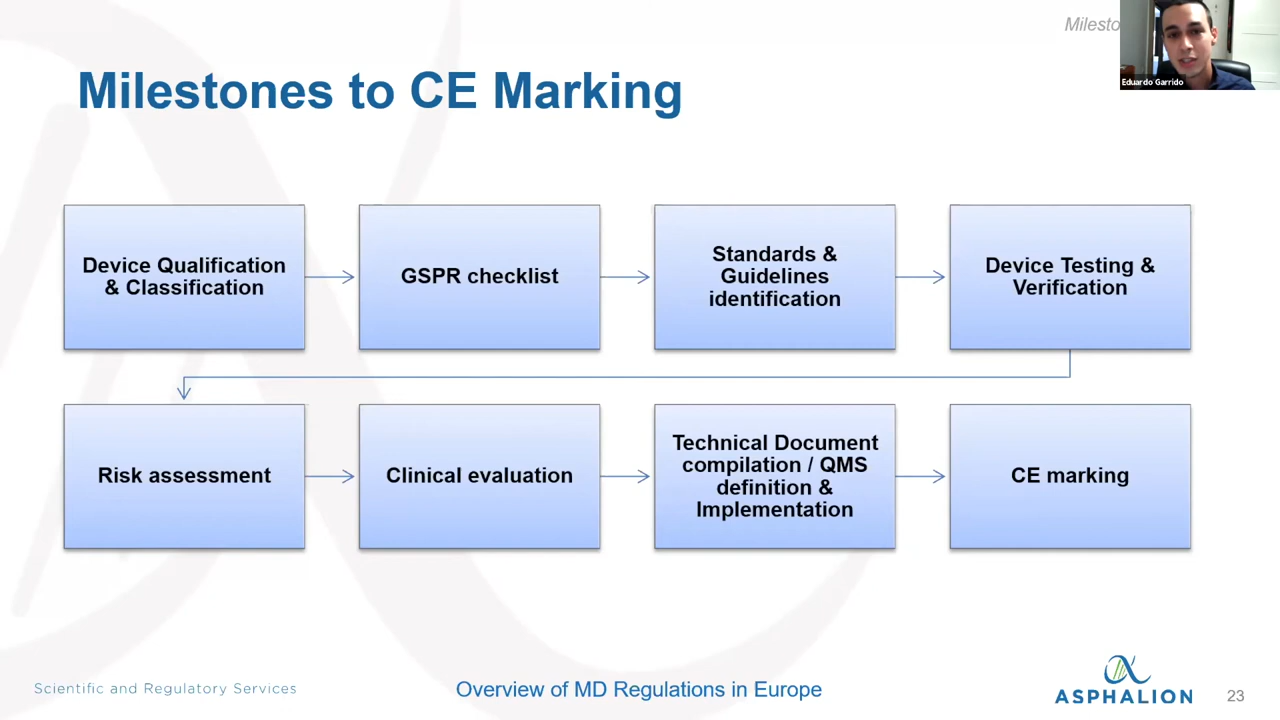 Milesto
Eduardo Garrido
Milestones to CE Marking
Device Qualification
& Classification
GSPR checklist
Standards &
Guidelines
identification
Device Testing &
Verification
Risk assessment
Clinical evaluation
Technical Document
compilation / QMS
definition &
Implementation
CE marking
Scientific and Regulatory Services
Overview of MD Regulations in Europe
ASPHALION
23